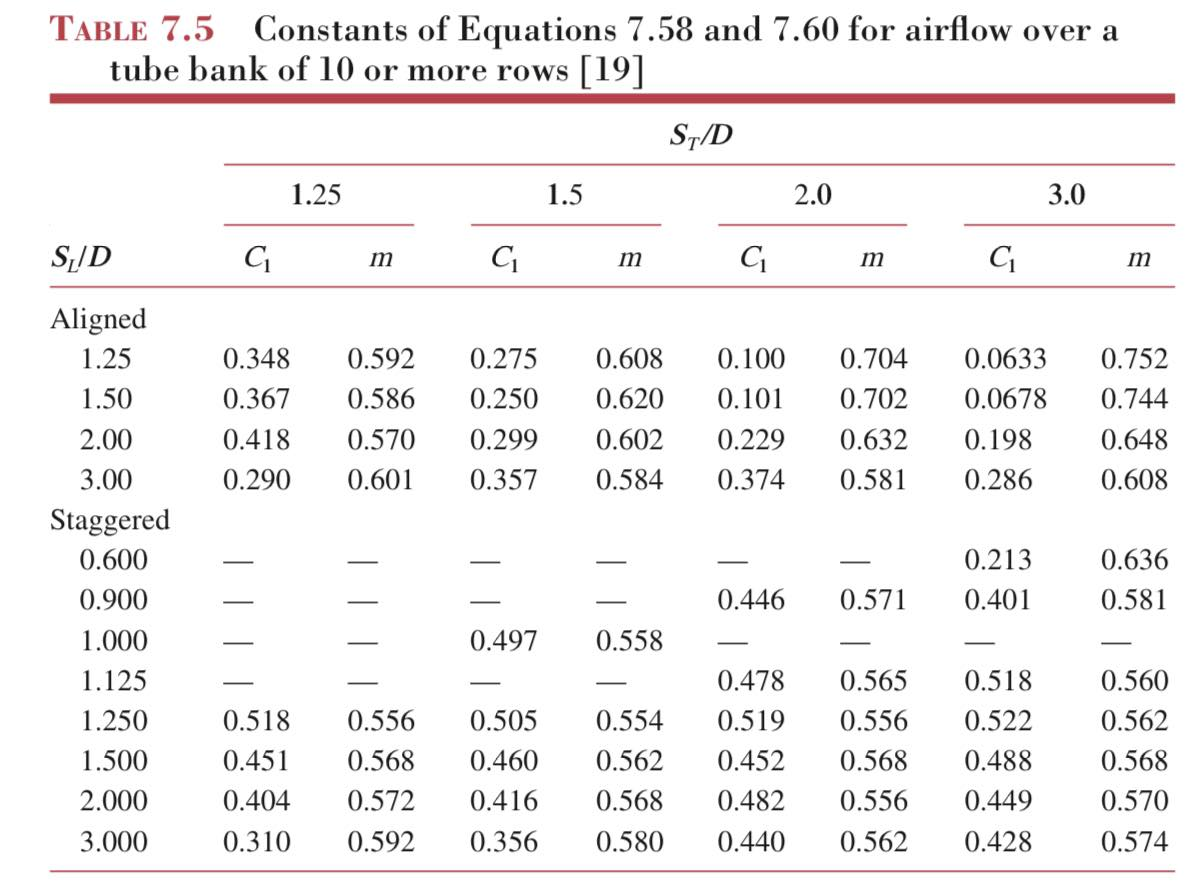 TABLE 7.5 Constants of Equations 7.58 and 7.60 for airflow over a
tube bank of 10 or more rows [19]
S_T/D
1.25 1.5 2.0 3.0
S_L/D C₁ m C₁ m C₁ m C₁ m
Aligned
1.25 0.348 0.592 0.275 0.608 0.100 0.704 0.0633 0.752
1.50 0.367 0.586 0.250 0.620 0.101 0.702 0.0678 0.744
2.00 0.418 0.570 0.299 0.602 0.229 0.632 0.198 0.648
3.00 0.290 0.601 0.357 0.584 0.374 0.581 0.286 0.608
Staggered
0.600 — — — — — — 0.213 0.636
0.900 — — — — 0.446 0.571 0.401 0.581
1.000 — — 0.497 0.558 — — — —
1.125 — — — — 0.478 0.565 0.518 0.560
1.250 0.518 0.556 0.505 0.554 0.519 0.556 0.522 0.562
1.500 0.451 0.568 0.460 0.562 0.452 0.568 0.488 0.568
2.000 0.404 0.572 0.416 0.568 0.482 0.556 0.449 0.570
3.000 0.310 0.592 0.356 0.580 0.440 0.562 0.428 0.574